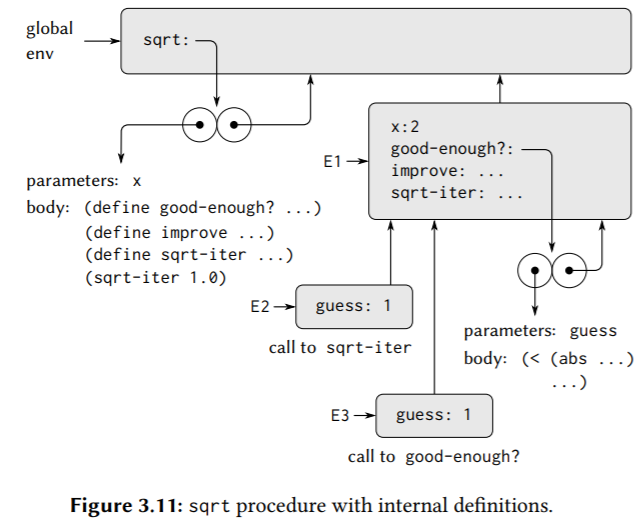 global
env
sqrt:
x:2
good-enough?:
improve: ...
sqrt-iter: ...
E1
parameters: x
body: (define good-enough? ...)
(define improve ...)
(define sqrt-iter ...)
(sqrt-iter 1.0)
E2
guess: 1
call to sqrt-iter
parameters: guess
body: (< (abs ...)
...)
E3
guess: 1
call to good-enough?
Figure 3.11: sqrt procedure with internal definitions.